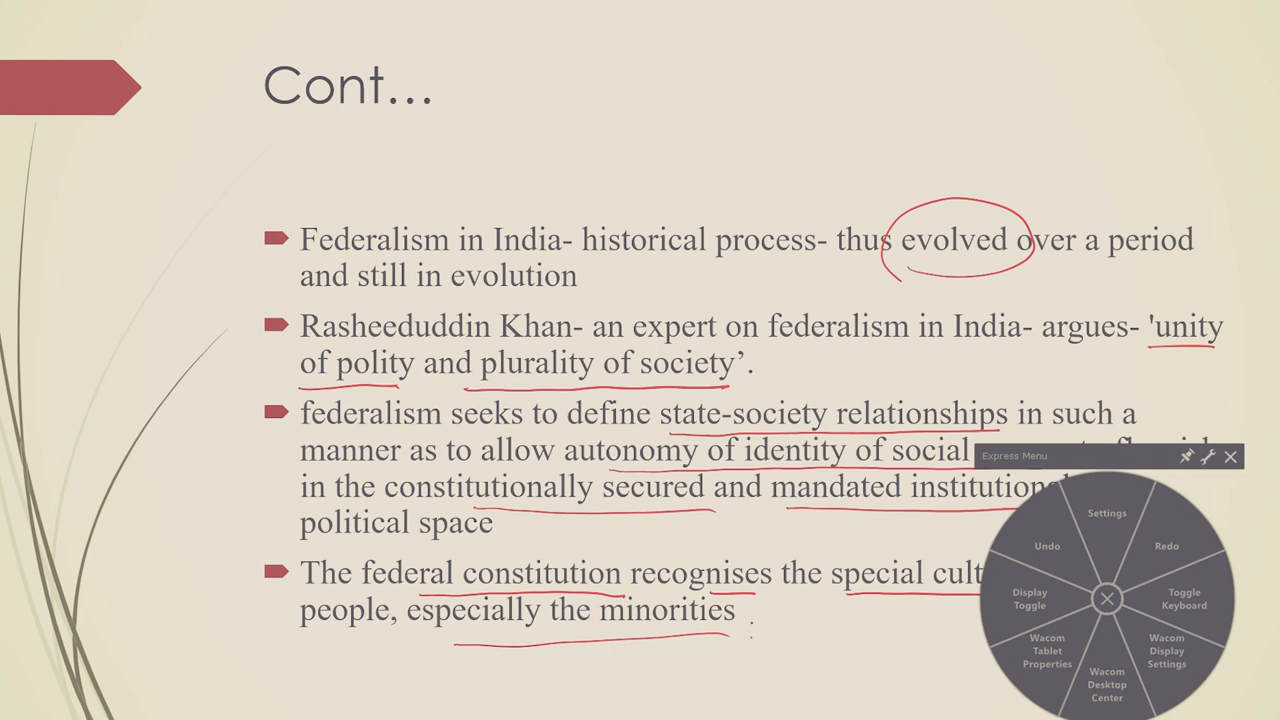 Cont...
Federalism in India- historical process- thus evolved over a period
and still in evolution
Rasheeduddin Khan- an expert on federalism in India- argues- 'unity
of polity and plurality of society’.
federalism seeks to define state-society relationships in such a
manner as to allow autonomy of identity of social
in the constitutionally secured and mandated institutional
political space
The federal constitution recognises the special
people, especially the minorities
Express Menu
Settings
Undo
Redo
Display
Toggle
Toggle
Keyboard
Wacom
Tablet
Properties
Wacom
Display
Settings
Wacom
Desktop
Center